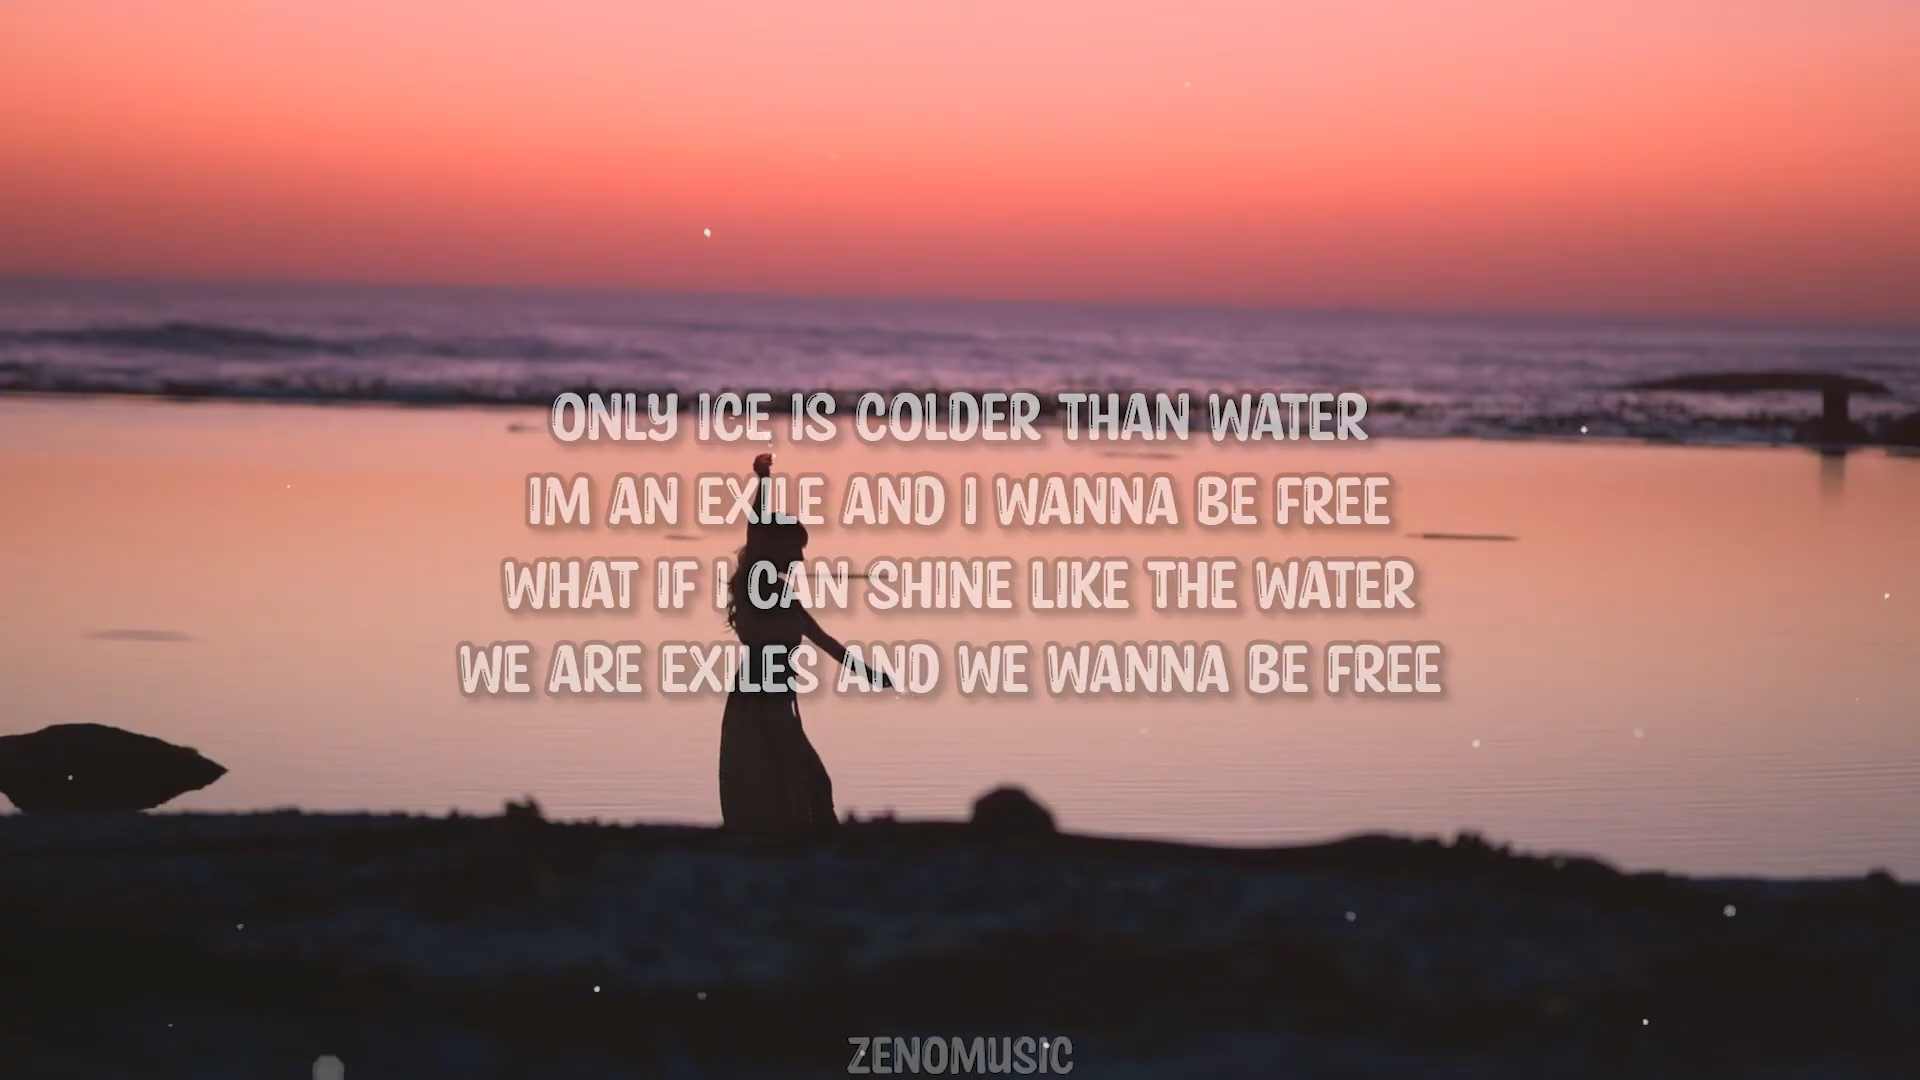 ONLY ICE IS COLDER THAN WATER
IM AN EXILE AND I WANNA BE FREE
WHAT IF I CAN SHINE LIKE THE WATER
WE ARE EXILES AND WE WANNA BE FREE
ZENOMUSIC